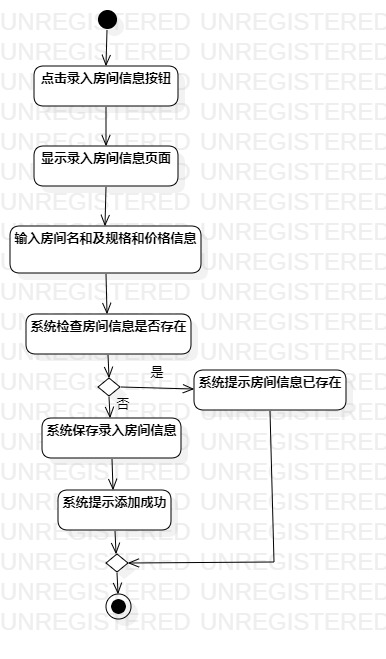 UNREGISTERED UNREGISTERED
点击录入房间信息按钮
显示录入房间信息页面
输入房间名和及规格和价格信息
系统检查房间信息是否存在
是
系统提示房间信息已存在
否
系统保存录入房间信息
系统提示添加成功